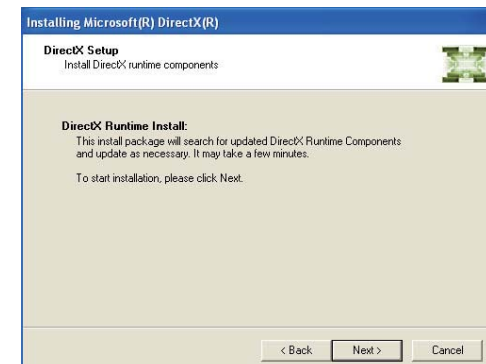 Installing Microsoft(R) DirectX(R)
DirectX Setup
Install DirectX runtime components
DirectX Runtime Install:
This install package will search for updated DirectX Runtime Components
and update as necessary. It may take a few minutes.
To start installation, please click Next.
< Back
Next >
Cancel